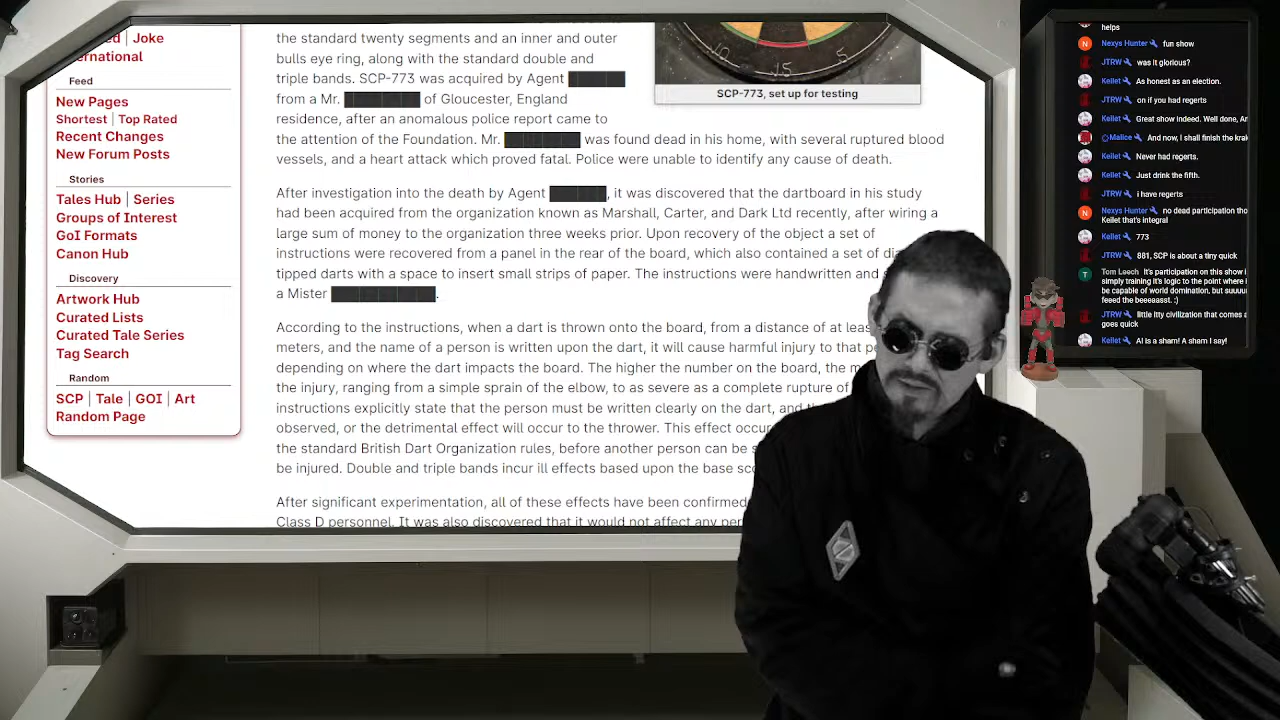 ed | Joke
ernational
Feed
New Pages
Shortest | Top Rated
Recent Changes
New Forum Posts
Stories
Tales Hub | Series
Groups of Interest
GoI Formats
Canon Hub
Discovery
Artwork Hub
Curated Lists
Curated Tale Series
Tag Search
Random
SCP | Tale | GOI | Art
Random Page
the standard twenty segments and an inner and outer
bulls eye ring, along with the standard double and
triple bands. SCP-773 was acquired by Agent
from a Mr. of Gloucester, England
residence, after an anomalous police report came to
the attention of the Foundation. Mr. was found dead in his home, with several ruptured blood
vessels, and a heart attack which proved fatal. Police were unable to identify any cause of death.
15
SCP-773, set up for testing
After investigation into the death by Agent , it was discovered that the dartboard in his study
had been acquired from the organization known as Marshall, Carter, and Dark Ltd recently, after wiring a
large sum of money to the organization three weeks prior. Upon recovery of the object a set of
instructions were recovered from a panel in the rear of the board, which also contained a set of
tipped darts with a space to insert small strips of paper. The instructions were handwritten and
a Mister .
According to the instructions, when a dart is thrown onto the board, from a distance of at
meters, and the name of a person is written upon the dart, it will cause harmful injury to that
depending on where the dart impacts the board. The higher the number on the board, the
the injury, ranging from a simple sprain of the elbow, to as severe as a complete rupture of
instructions explicitly state that the person must be written clearly on the dart, and
observed, or the detrimental effect will occur to the thrower. This effect
the standard British Dart Organization rules, before another person can be
be injured. Double and triple bands incur ill effects based upon the base
After significant experimentation, all of these effects have been confirmed
Class D personnel. It was also discovered that it would not affect any
helps
N Nexys Hunter fun show
JTRW was it glorious?
Kellet As honest as an election.
JTRW on if you had regerts
Kellet Great show indeed. Well done,
Malice And now, I shall finish the
Kellet Never had regerts.
Kellet Just drink the fifth.
JTRW i have regerts
N Nexys Hunter no dead participation
Kellet that's integral
Kellet 773
JTRW 881, SCP is about a tiny quick
T Tom Leech It's participation on this show
simply training it's logic to the point where
be capable of world domination, but
feeed the beeeaasst. :)
JTRW little itty civilization that comes
goes quick
Kellet AI is a sham! A sham I say!